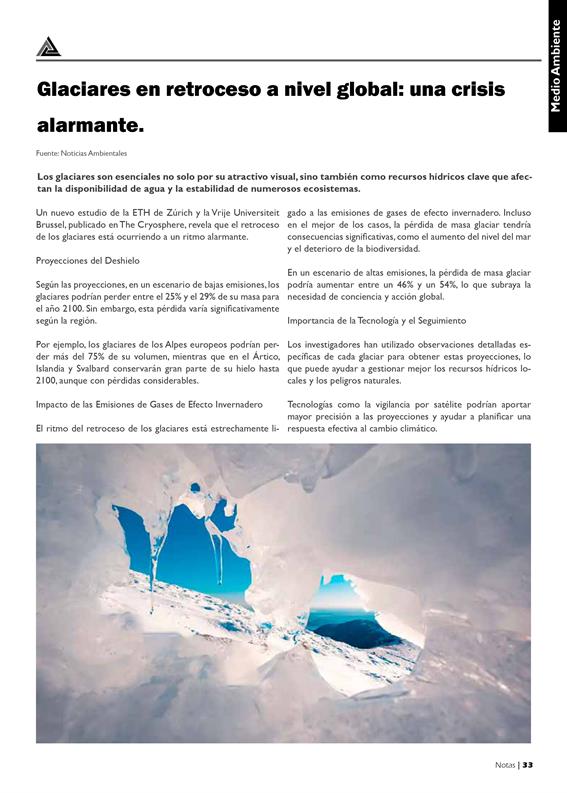 Medio Ambiente
Glaciares en retroceso a nivel global: una crisis
alarmante.
Fuente: Noticias Ambientales
Los glaciares son esenciales no solo por su atractivo visual, sino también como recursos hídricos clave que afec-
tan la disponibilidad de agua y la estabilidad de numerosos ecosistemas.
Un nuevo estudio de la ETH de Zúrich y la Vrije Universiteit
Brussel, publicado en The Cryosphere, revela que el retroceso
de los glaciares está ocurriendo a un ritmo alarmante.
Proyecciones del Deshielo
Según las proyecciones, en un escenario de bajas emisiones, los
glaciares podrían perder entre el 25% y el 29% de su masa para
el año 2100. Sin embargo, esta pérdida varía significativamente
según la región.
Por ejemplo, los glaciares de los Alpes europeos podrían per-
der más del 75% de su volumen, mientras que en el Ártico,
Islandia y Svalbard conservarán gran parte de su hielo hasta
2100, aunque con pérdidas considerables.
Impacto de las Emisiones de Gases de Efecto Invernadero
El ritmo del retroceso de los glaciares está estrechamente li-
gado a las emisiones de gases de efecto invernadero. Incluso
en el mejor de los casos, la pérdida de masa glaciar tendría
consecuencias significativas, como el aumento del nivel del mar
y el deterioro de la biodiversidad.
En un escenario de altas emisiones, la pérdida de masa glaciar
podría aumentar entre un 46% y un 54%, lo que subraya la
necesidad de conciencia y acción global.
Importancia de la Tecnología y el Seguimiento
Los investigadores han utilizado observaciones detalladas es-
pecíficas de cada glaciar para obtener estas proyecciones, lo
que puede ayudar a gestionar mejor los recursos hídricos lo-
cales y los peligros naturales.
Tecnologías como la vigilancia por satélite podrían aportar
mayor precisión a las proyecciones y ayudar a planificar una
respuesta efectiva al cambio climático.
Notas | 33